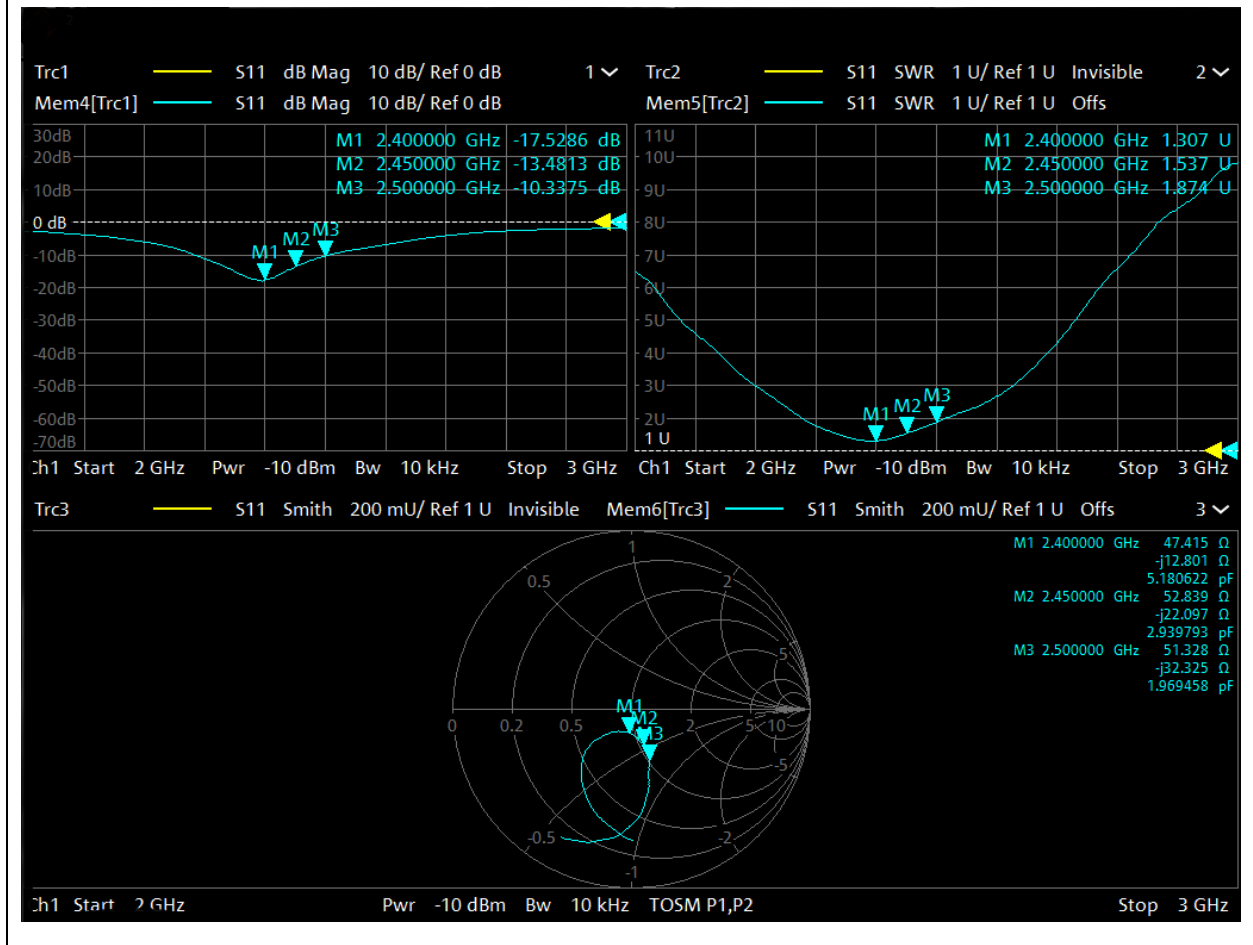 Trc1 S11 dB Mag 10 dB/ Ref 0 dB 1
Mem4[Trc1] S11 dB Mag 10 dB/ Ref 0 dB
30dB
20dB
10dB
0 dB
-10dB
-20dB
-30dB
-40dB
-50dB
-60dB
-70dB
M1 2.400000 GHz -17.5286 dB
M2 2.450000 GHz -13.4813 dB
M3 2.500000 GHz -10.3375 dB
M1
M2
M3
Ch1 Start 2 GHz Pwr -10 dBm Bw 10 kHz Stop 3 GHz
Trc2 S11 SWR 1 U/ Ref 1 U Invisible 2
Mem5[Trc2] S11 SWR 1 U/ Ref 1 U Offs
11U
10U
9U
8U
7U
6U
5U
4U
3U
2U
1 U
M1 2.400000 GHz 1.307 U
M2 2.450000 GHz 1.537 U
M3 2.500000 GHz 1.874 U
M1
M2
M3
Ch1 Start 2 GHz Pwr -10 dBm Bw 10 kHz Stop 3 GHz
Trc3 S11 Smith 200 mU/ Ref 1 U Invisible Mem6[Trc3] S11 Smith 200 mU/ Ref 1 U Offs 3
M1 2.400000 GHz 47.415 Ω
-j12.801 Ω
5.180622 pF
M2 2.450000 GHz 52.839 Ω
-j22.097 Ω
2.939793 pF
M3 2.500000 GHz 51.328 Ω
-j32.325 Ω
1.969458 pF
1
0.5 2
5
M1
M2
M3
0 0.2 0.5 2 5 10
-5
-0.5 -2
-1
Ch1 Start 2 GHz Pwr -10 dBm Bw 10 kHz TOSM P1,P2 Stop 3 GHz